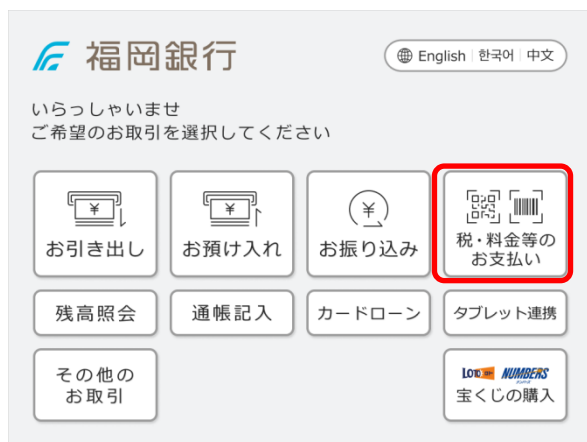 福岡銀行
English 한국어 中文
いらっしゃいませ
ご希望のお取引を選択してください
お引き出し
お預け入れ
お振り込み
税・料金等の
お支払い
残高照会
通帳記入
カードローン
タブレット連携
その他の
お取引
LOTO NUMBERS
宝くじの購入